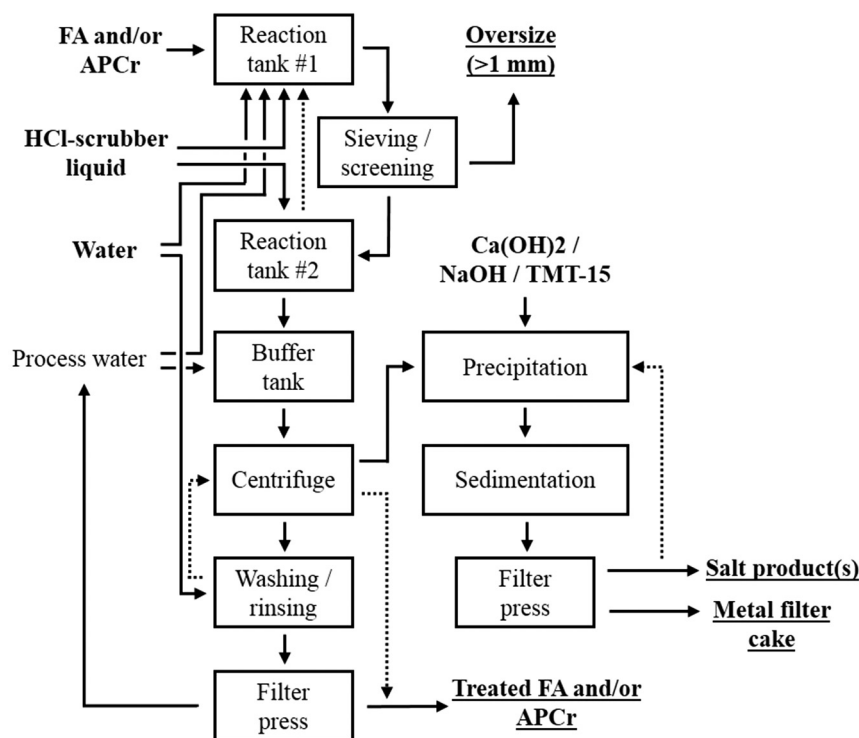 FA and/or
APCr
Reaction
tank #1
Oversize
(>1 mm)
HCl-scrubber
liquid
Sieving /
screening
Water
Reaction
tank #2
Ca(OH)2 /
NaOH / TMT-15
Process water
Buffer
tank
Precipitation
Centrifuge
Sedimentation
Washing /
rinsing
Filter
press
Salt product(s)
Metal filter
cake
Filter
press
Treated FA and/or
APCr